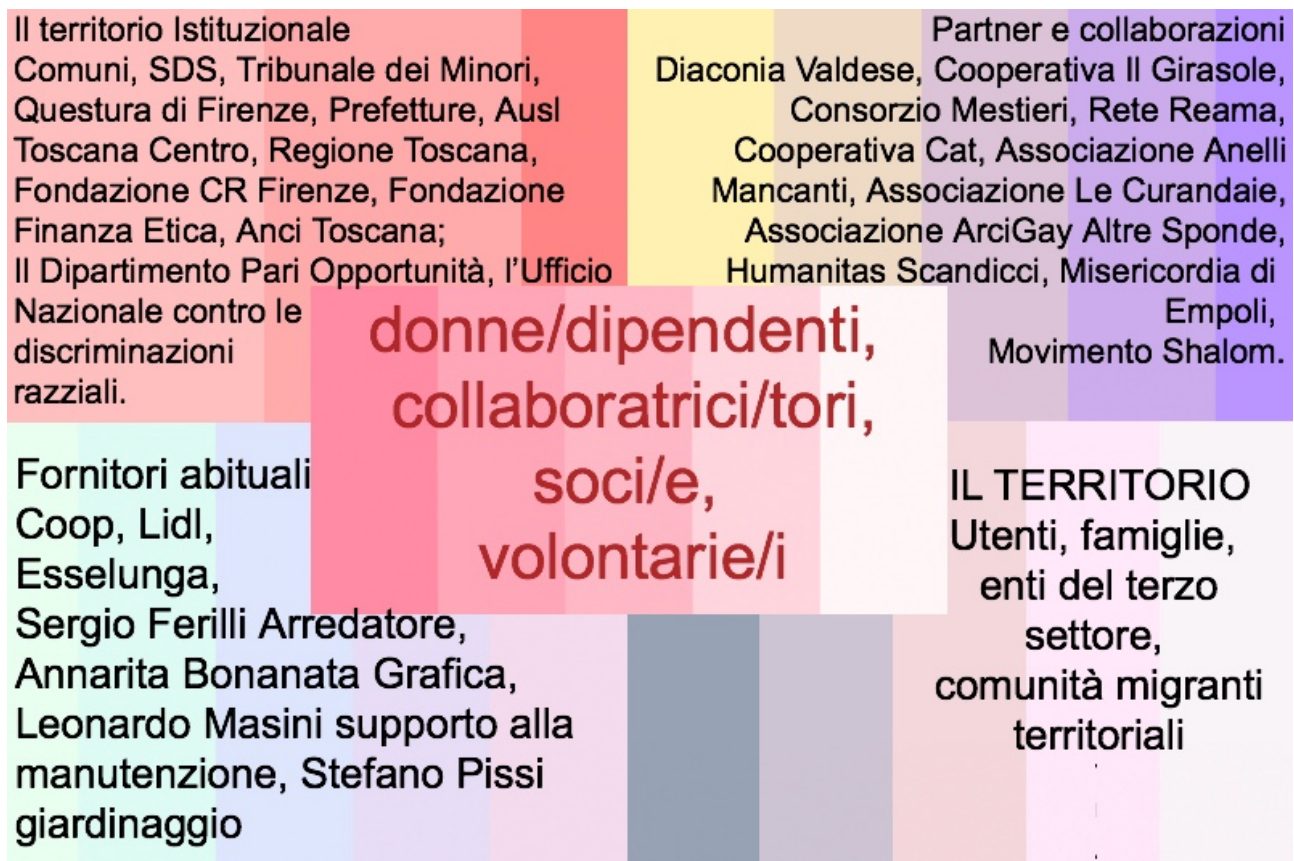 Il territorio Istituzionale
Comuni, SDS, Tribunale dei Minori,
Questura di Firenze, Prefetture, Ausl
Toscana Centro, Regione Toscana,
Fondazione CR Firenze, Fondazione
Finanza Etica, Anci Toscana;
Il Dipartimento Pari Opportunità, l’Ufficio
Nazionale contro le
discriminazioni
razziali.
Partner e collaborazioni
Diaconia Valdese, Cooperativa Il Girasole,
Consorzio Mestieri, Rete Reama,
Cooperativa Cat, Associazione Anelli
Mancanti, Associazione Le Curandaie,
Associazione ArciGay Altre Sponde,
Humanitas Scandicci, Misericordia di
Empoli,
Movimento Shalom.
donne/dipendenti,
collaboratrici/tori,
soci/e,
volontarie/i
Fornitori abituali
Coop, Lidl,
Esselunga,
Sergio Ferilli Arredatore,
Annarita Bonanata Grafica,
Leonardo Masini supporto alla
manutenzione, Stefano Pissi
giardinaggio
IL TERRITORIO
Utenti, famiglie,
enti del terzo
settore,
comunità migranti
territoriali